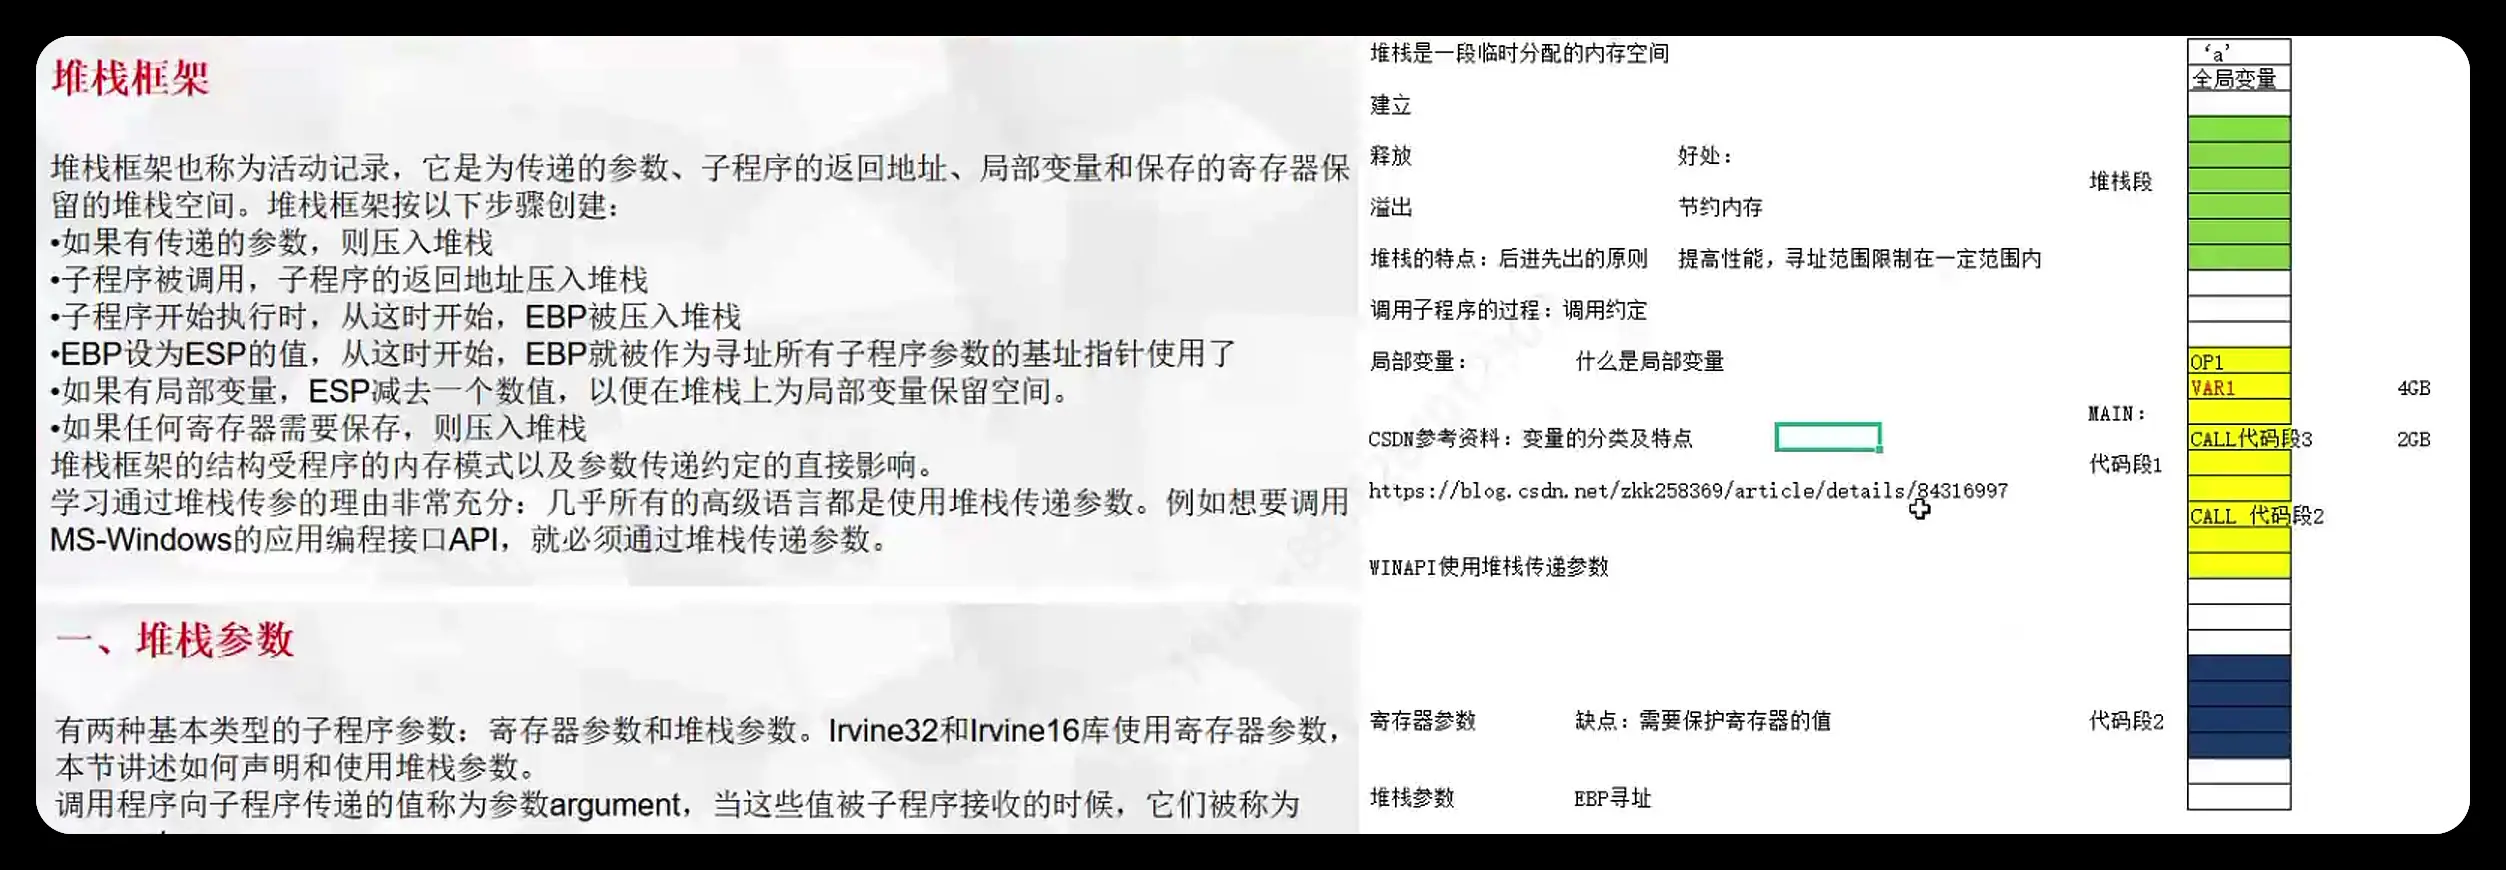 堆栈框架
堆栈框架也称为活动记录，它是为传递的参数、子程序的返回地址、局部变量和保存的寄存器保
留的堆栈空间。堆栈框架按以下步骤创建：
•如果有传递的参数，则压入堆栈
•子程序被调用，子程序的返回地址压入堆栈
•子程序开始执行时，从这时开始，EBP被压入堆栈
•EBP设为ESP的值，从这时开始，EBP就被作为寻址所有子程序参数的基址指针使用了
•如果有局部变量，ESP减去一个数值，以便在堆栈上为局部变量保留空间。
•如果任何寄存器需要保存，则压入堆栈
堆栈框架的结构受程序的内存模式以及参数传递约定的直接影响。
学习通过堆栈传参的理由非常充分：几乎所有的高级语言都是使用堆栈传递参数。例如想要调用
MS-Windows的应用编程接口API，就必须通过堆栈传递参数。
一、堆栈参数
有两种基本类型的子程序参数：寄存器参数和堆栈参数。Irvine32和Irvine16库使用寄存器参数，
本节讲述如何声明和使用堆栈参数。
调用程序向子程序传递的值称为参数argument，当这些值被子程序接收的时候，它们被称为
堆栈是一段临时分配的内存空间
建立
释放 好处：
溢出 节约内存
堆栈的特点：后进先出的原则 提高性能，寻址范围限制在一定范围内
调用子程序的过程：调用约定
局部变量： 什么是局部变量
CSDN参考资料：变量的分类及特点
https://blog.csdn.net/zkk258369/article/details/84316997
WINAPI使用堆栈传递参数
寄存器参数 缺点：需要保护寄存器的值
堆栈参数 EBP寻址
‘a’
全局变量
堆栈段
OP1
VAR1 4GB
MAIN：
CALL代码段3 2GB
代码段1
CALL 代码段2
代码段2